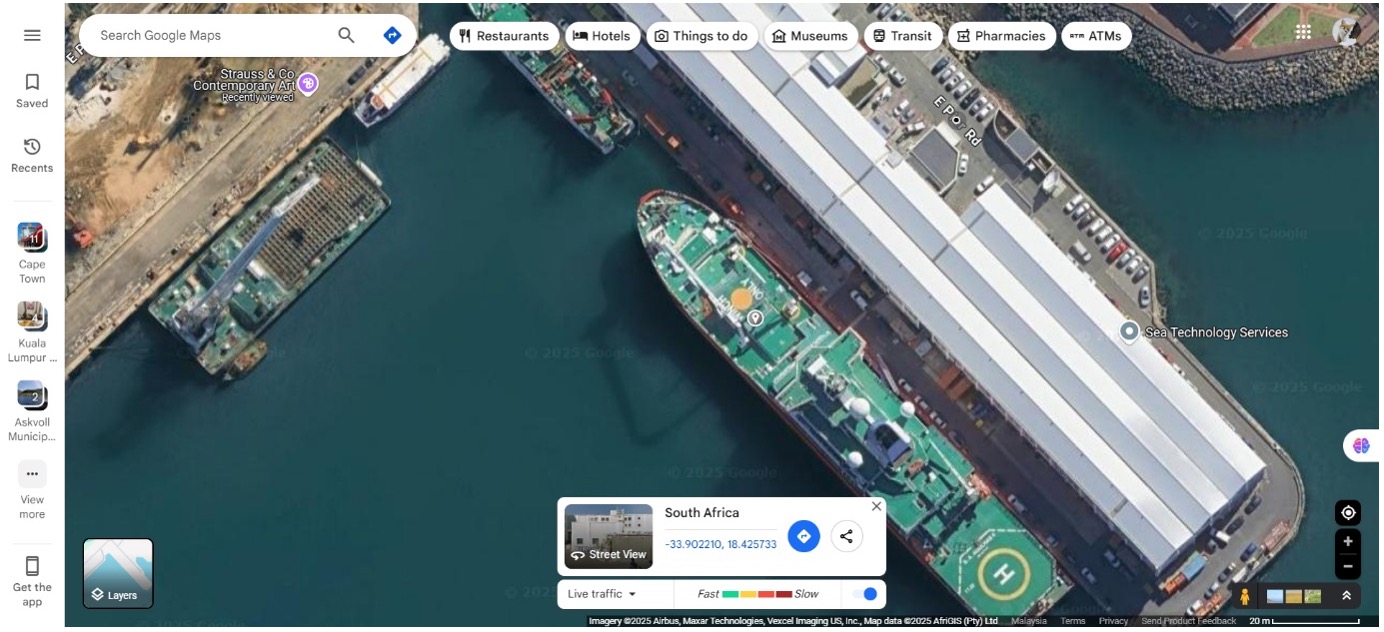 Search Google Maps
Restaurants
Hotels
Things to do
Museums
Transit
Pharmacies
ATMs
Saved
Recents
11
Cape
Town
Kuala
Lumpur ...
2
Askvoll
Municip...
View
more
Get the
app
Strauss & Co
Contemporary Art
Recently viewed
E P
Rd
Sea Technology Services
© 2025 Google
© 2025 Google
© 2025 Google
© 2025 Google
ONLY
H
South Africa
-33.902210, 18.425733
Street View
Layers
Live traffic
Fast
Slow
Imagery ©2025 Airbus, Maxar Technologies, Vexcel Imaging US, Inc., Map data ©2025 AfriGIS (Pty) Ltd
Malaysia
Terms
Privacy
Send Product Feedback
20 m